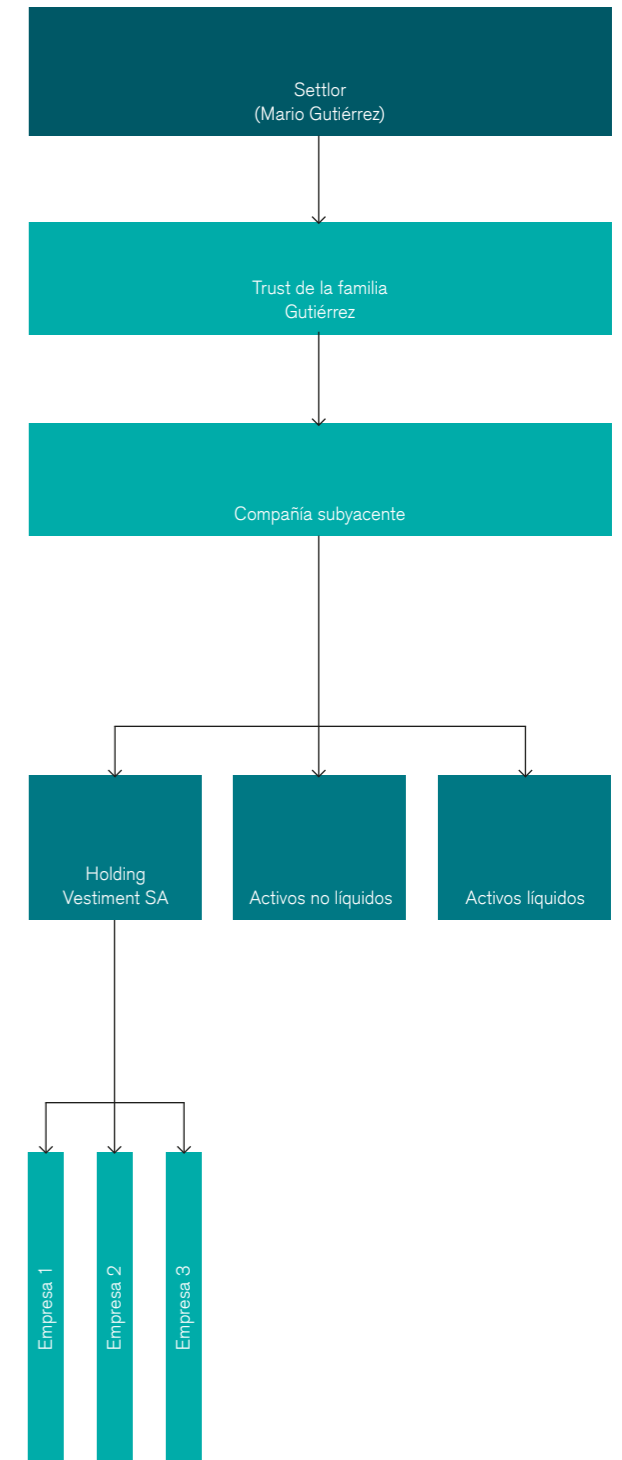 Settlor
(Mario Gutiérrez)
Trust de la familia
Gutiérrez
Compañía subyacente
Holding
Vestiment SA
Activos no líquidos
Activos líquidos
Empresa 1
Empresa 2
Empresa 3